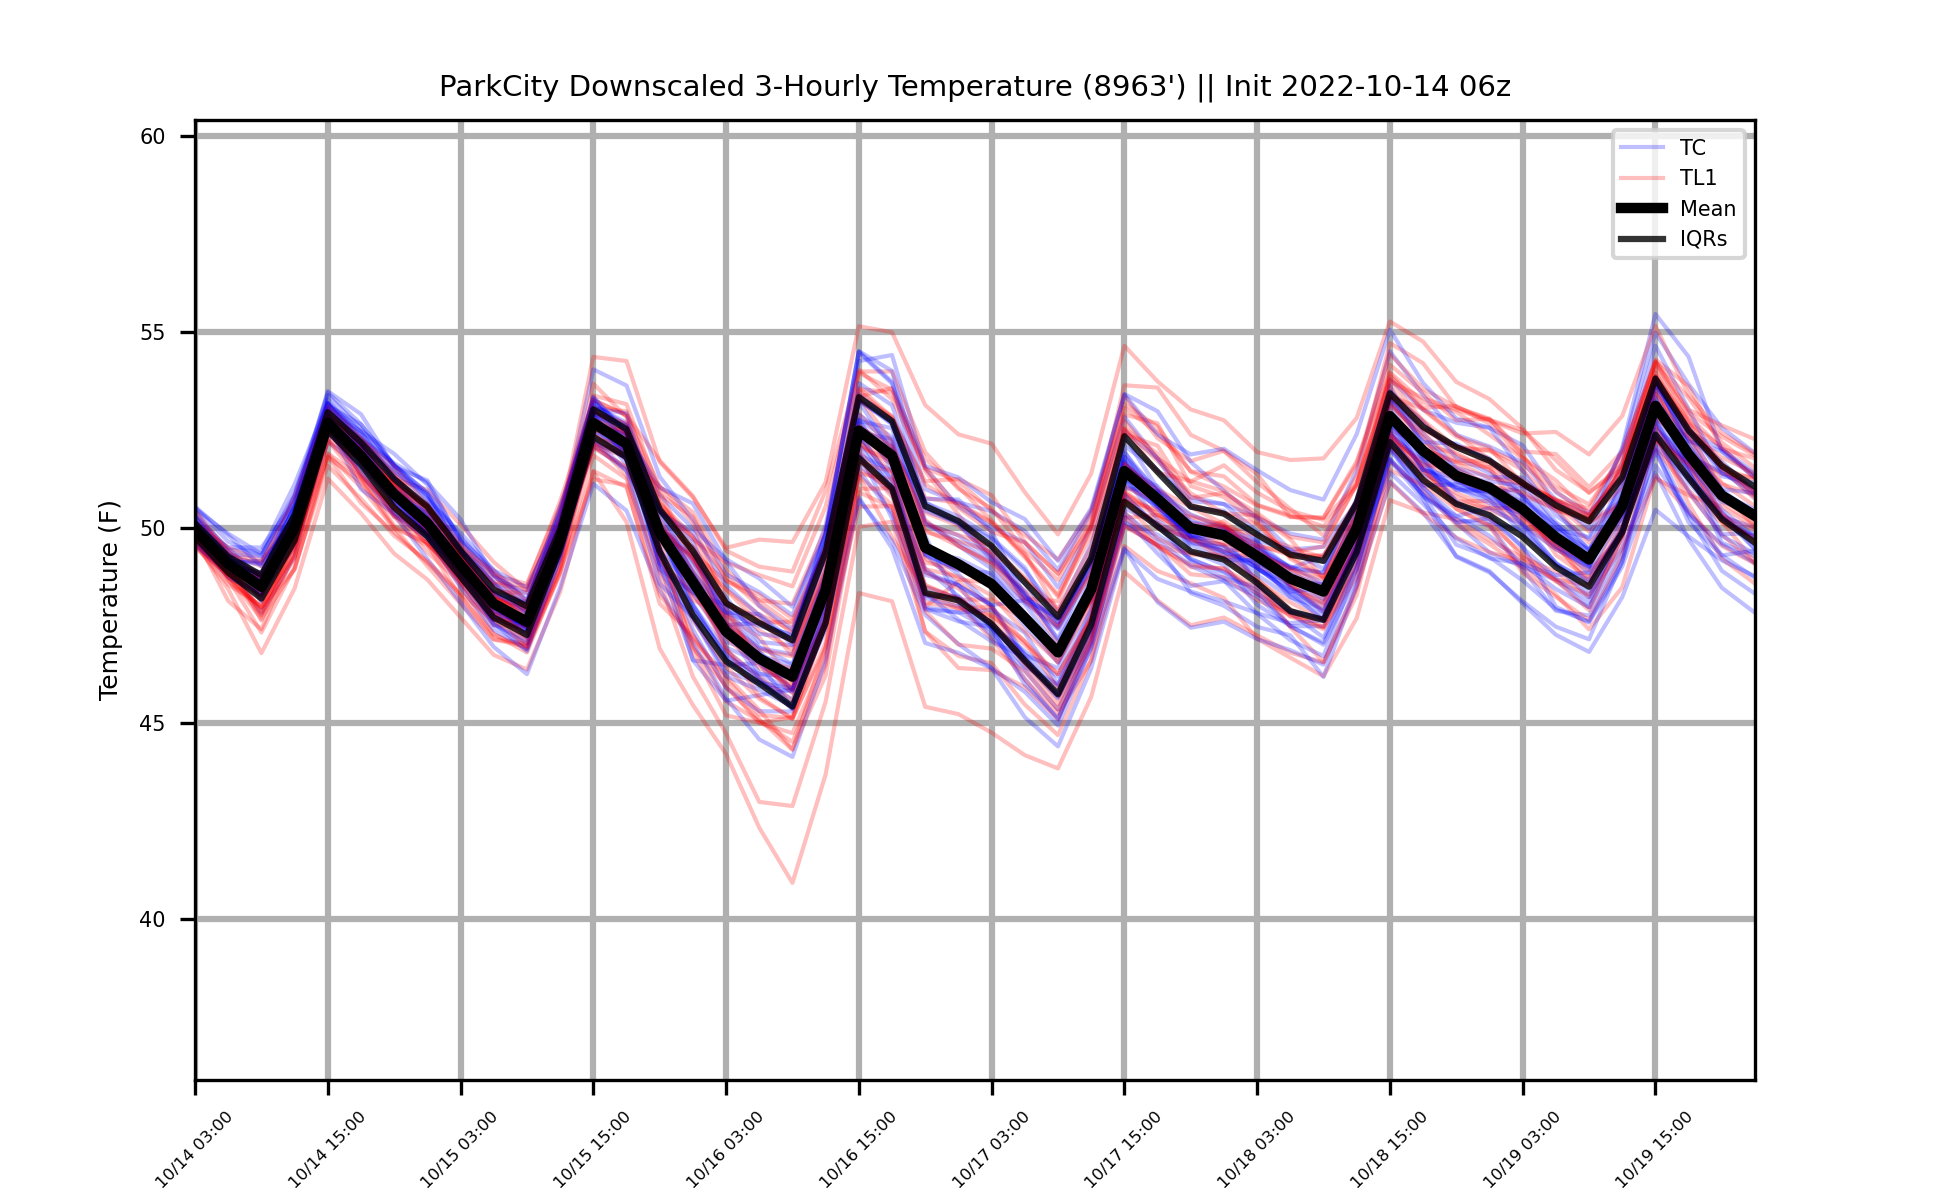 ParkCity Downscaled 3-Hourly Temperature (8963') || Init 2022-10-14 06z
TC
TL1
Mean
IQRs
Temperature (F)
60
55
50
45
40
10/14 03:00
10/14 15:00
10/15 03:00
10/15 15:00
10/16 03:00
10/16 15:00
10/17 03:00
10/17 15:00
10/18 03:00
10/18 15:00
10/19 03:00
10/19 15:00